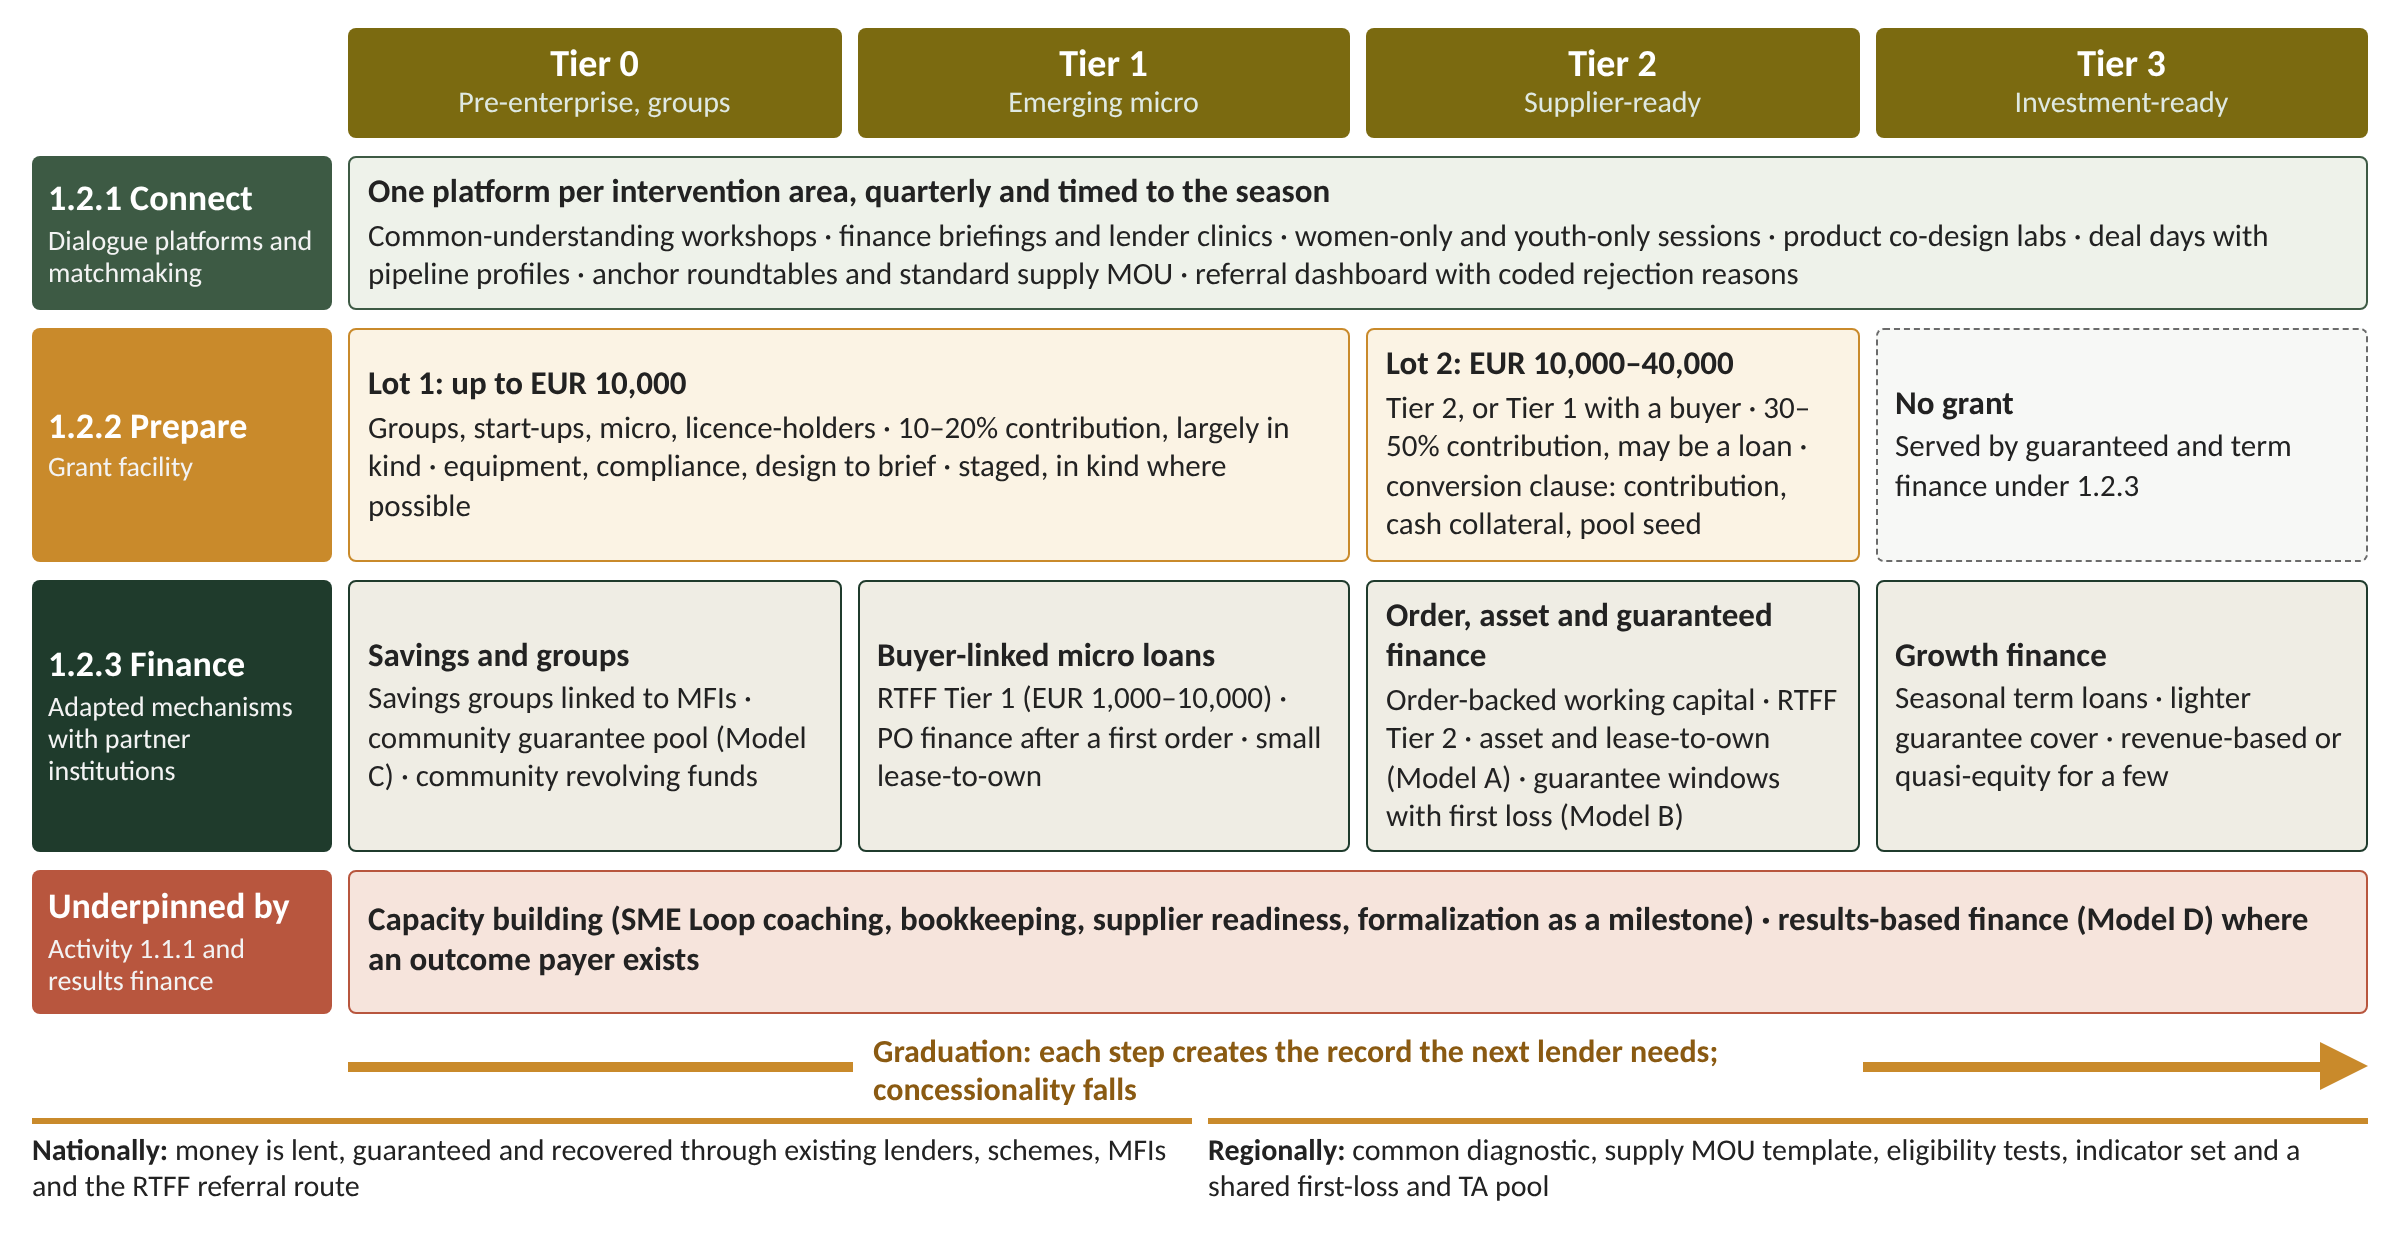 Tier 0
Pre-enterprise, groups
Tier 1
Emerging micro
Tier 2
Supplier-ready
Tier 3
Investment-ready
1.2.1 Connect
Dialogue platforms and
matchmaking
One platform per intervention area, quarterly and timed to the season
Common-understanding workshops · finance briefings and lender clinics · women-only and youth-only sessions · product co-design labs · deal days with
pipeline profiles · anchor roundtables and standard supply MOU · referral dashboard with coded rejection reasons
1.2.2 Prepare
Grant facility
Lot 1: up to EUR 10,000
Groups, start-ups, micro, licence-holders · 10–20% contribution, largely in
kind · equipment, compliance, design to brief · staged, in kind where
possible
Lot 2: EUR 10,000–40,000
Tier 2, or Tier 1 with a buyer · 30–
50% contribution, may be a loan ·
conversion clause: contribution,
cash collateral, pool seed
No grant
Served by guaranteed and term
finance under 1.2.3
1.2.3 Finance
Adapted mechanisms
with partner
institutions
Savings and groups
Savings groups linked to MFIs ·
community guarantee pool (Model
C) · community revolving funds
Buyer-linked micro loans
RTFF Tier 1 (EUR 1,000–10,000) ·
PO finance after a first order · small
lease-to-own
Order, asset and guaranteed
finance
Order-backed working capital · RTFF
Tier 2 · asset and lease-to-own
(Model A) · guarantee windows
with first loss (Model B)
Growth finance
Seasonal term loans · lighter
guarantee cover · revenue-based or
quasi-equity for a few
Underpinned by
Activity 1.1.1 and
results finance
Capacity building (SME Loop coaching, bookkeeping, supplier readiness, formalization as a milestone) · results-based finance (Model D) where
an outcome payer exists
Graduation: each step creates the record the next lender needs;
concessionality falls
Nationally: money is lent, guaranteed and recovered through existing lenders, schemes, MFIs
and the RTFF referral route
Regionally: common diagnostic, supply MOU template, eligibility tests, indicator set and a
shared first-loss and TA pool